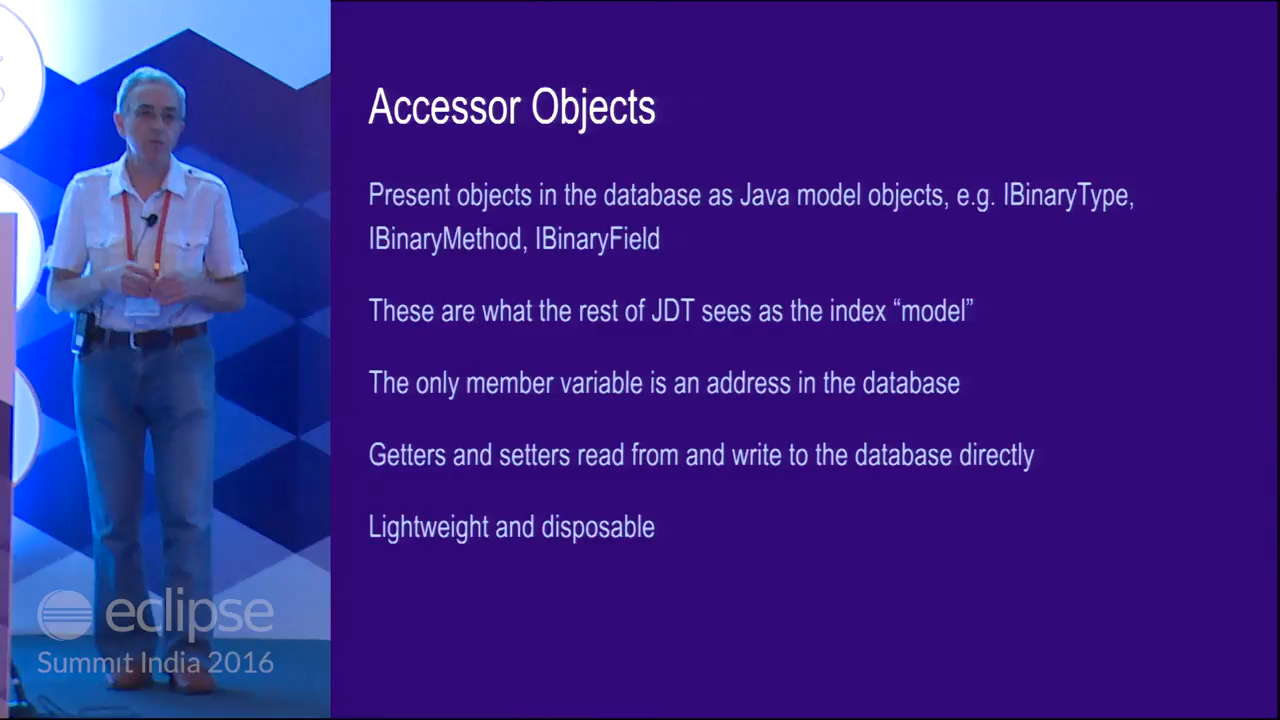 Accessor Objects
Present objects in the database as Java model objects, e.g. IBinaryType,
IBinaryMethod, IBinaryField
These are what the rest of JDT sees as the index “model”
The only member variable is an address in the database
Getters and setters read from and write to the database directly
Lightweight and disposable
eclipse
Summit India 2016